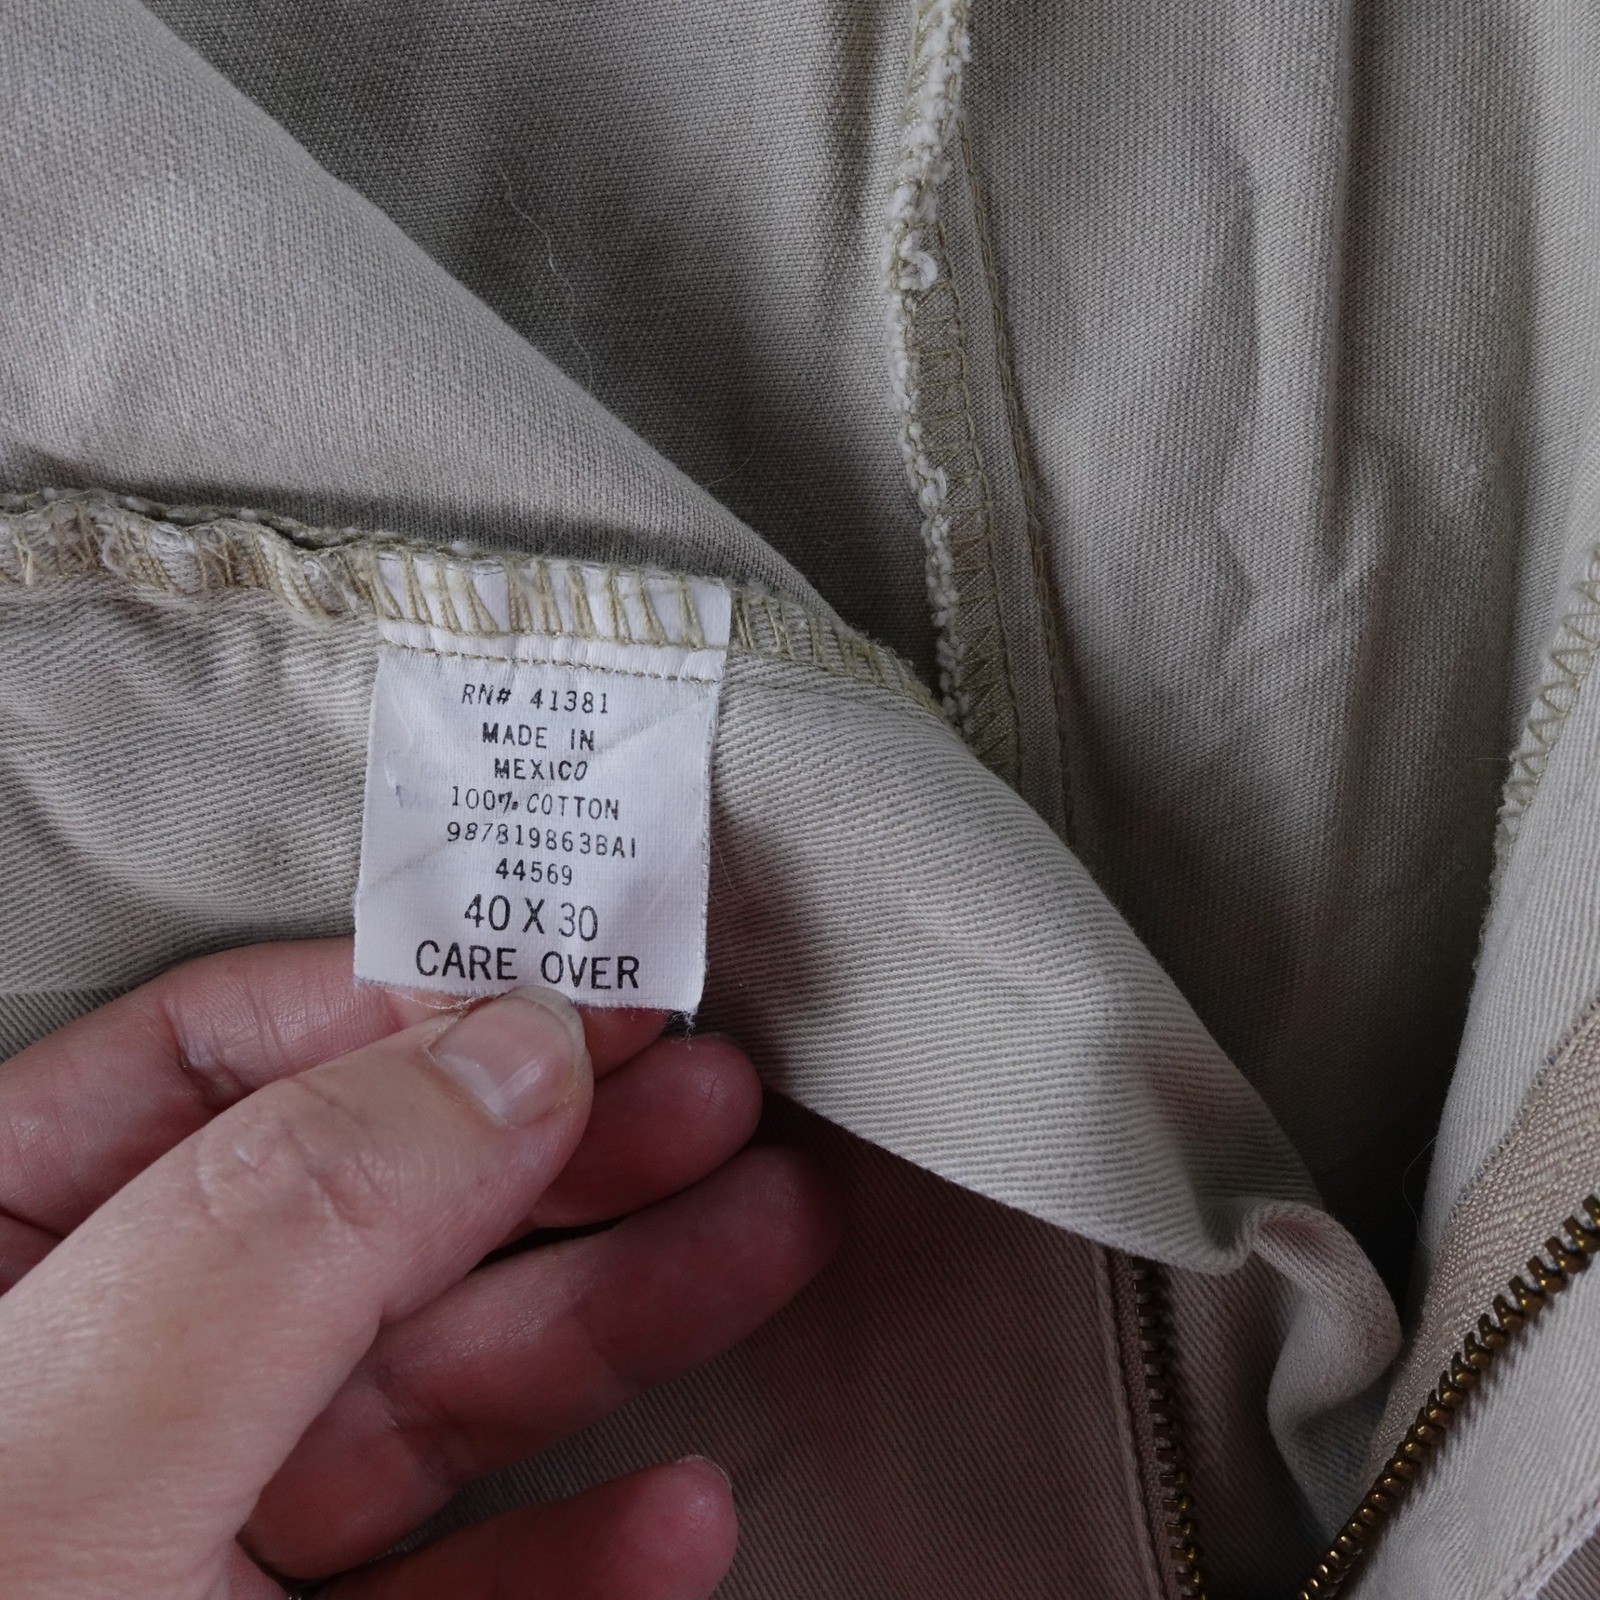 RN# 41381
MADE IN
MEXICO
100% COTTON
987819863BAI
44569
40 X 30
CARE OVER